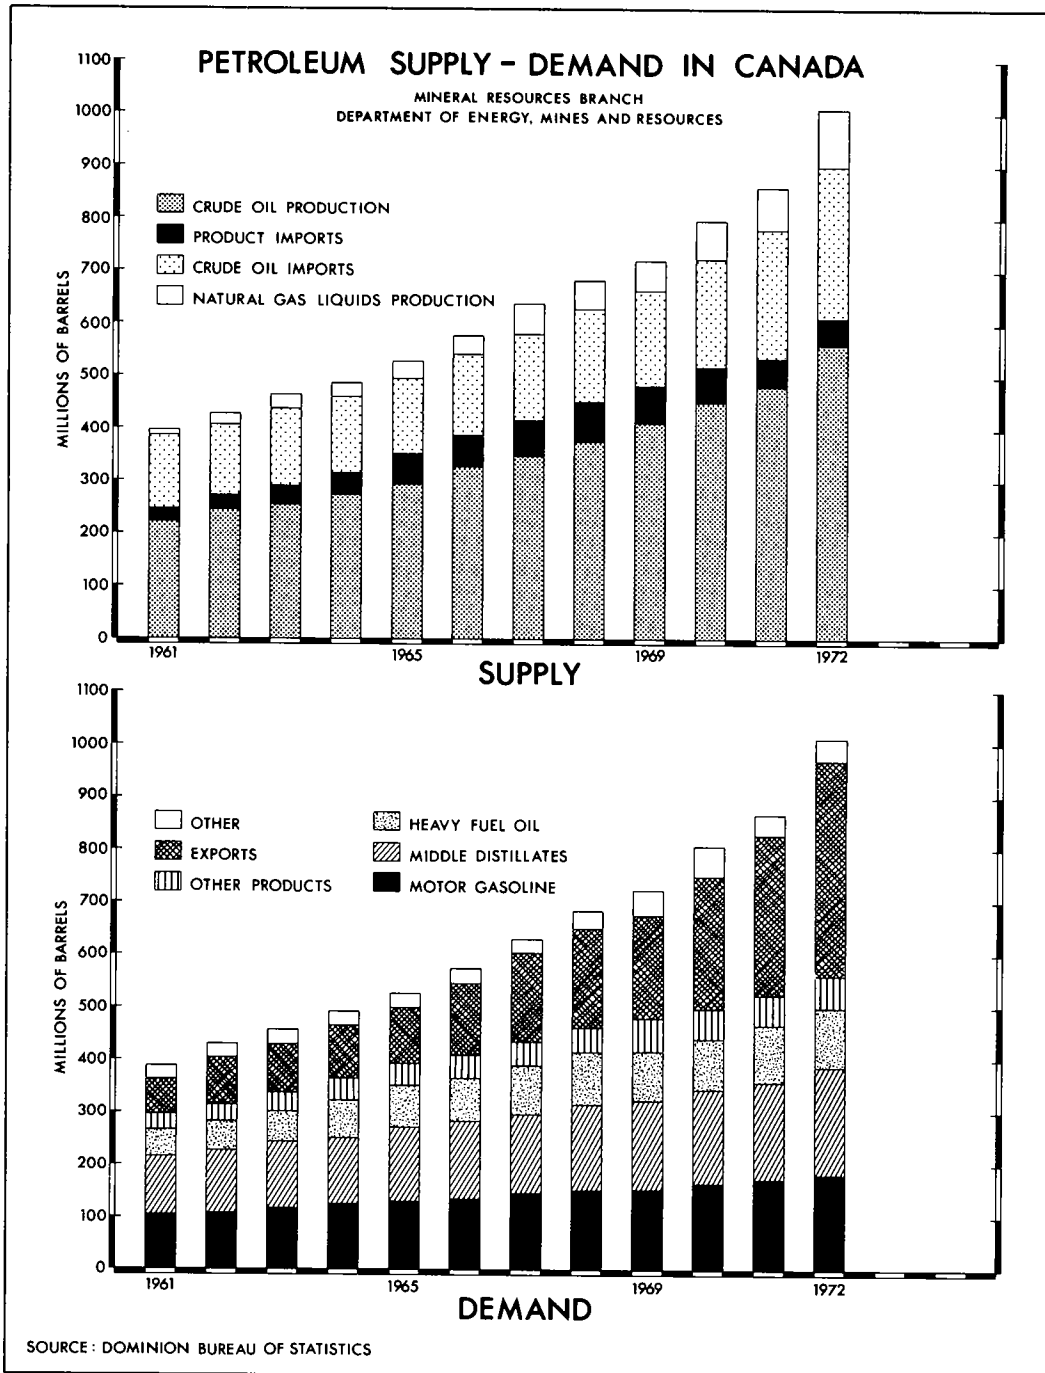 PETROLEUM SUPPLY – DEMAND IN CANADA
MINERAL RESOURCES BRANCH
DEPARTMENT OF ENERGY, MINES AND RESOURCES
1100
1000
900
800
700
600
500
400
300
200
100
0
MILLIONS OF BARRELS
CRUDE OIL PRODUCTION
PRODUCT IMPORTS
CRUDE OIL IMPORTS
NATURAL GAS LIQUIDS PRODUCTION
1961 1965 1969 1972
SUPPLY
1100
1000
900
800
700
600
500
400
300
200
100
0
MILLIONS OF BARRELS
OTHER
EXPORTS
OTHER PRODUCTS
HEAVY FUEL OIL
MIDDLE DISTILLATES
MOTOR GASOLINE
1961 1965 1969 1972
DEMAND
SOURCE: DOMINION BUREAU OF STATISTICS